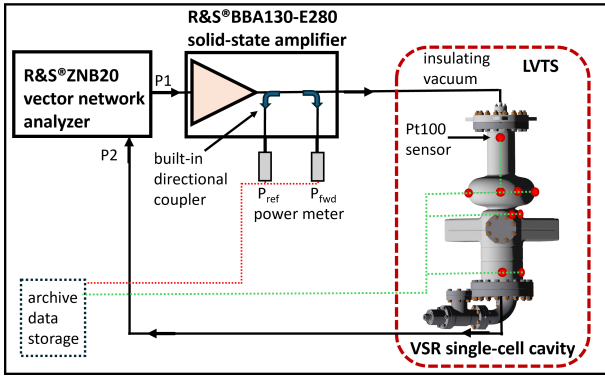 R&S®BBA130-E280
solid-state amplifier
R&S®ZNB20
vector network
analyzer
P1
P2
built-in
directional
coupler
Pref
Pfwd
power meter
insulating
vacuum
LVTS
Pt100
sensor
archive
data
storage
VSR single-cell cavity